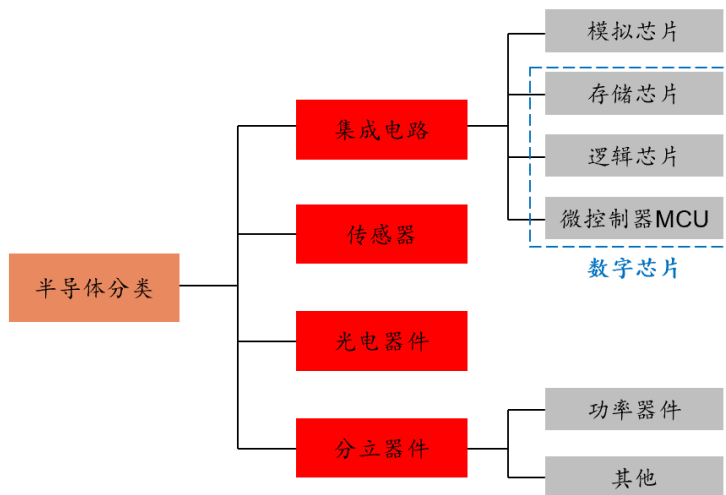 半导体分类
集成电路
传感器
光电器件
分立器件
模拟芯片
存储芯片
逻辑芯片
微控制器MCU
数字芯片
功率器件
其他